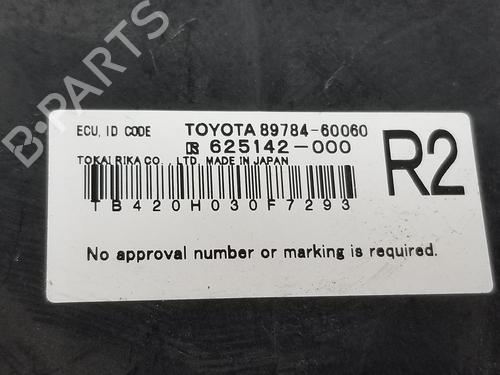 B-PARTS
ECU, ID CODE TOYOTA 89784-60060
625142-000
R2
TOKAI RIKA CO., LTD. MADE IN JAPAN
TB420H030F7293
No approval number or marking is required.